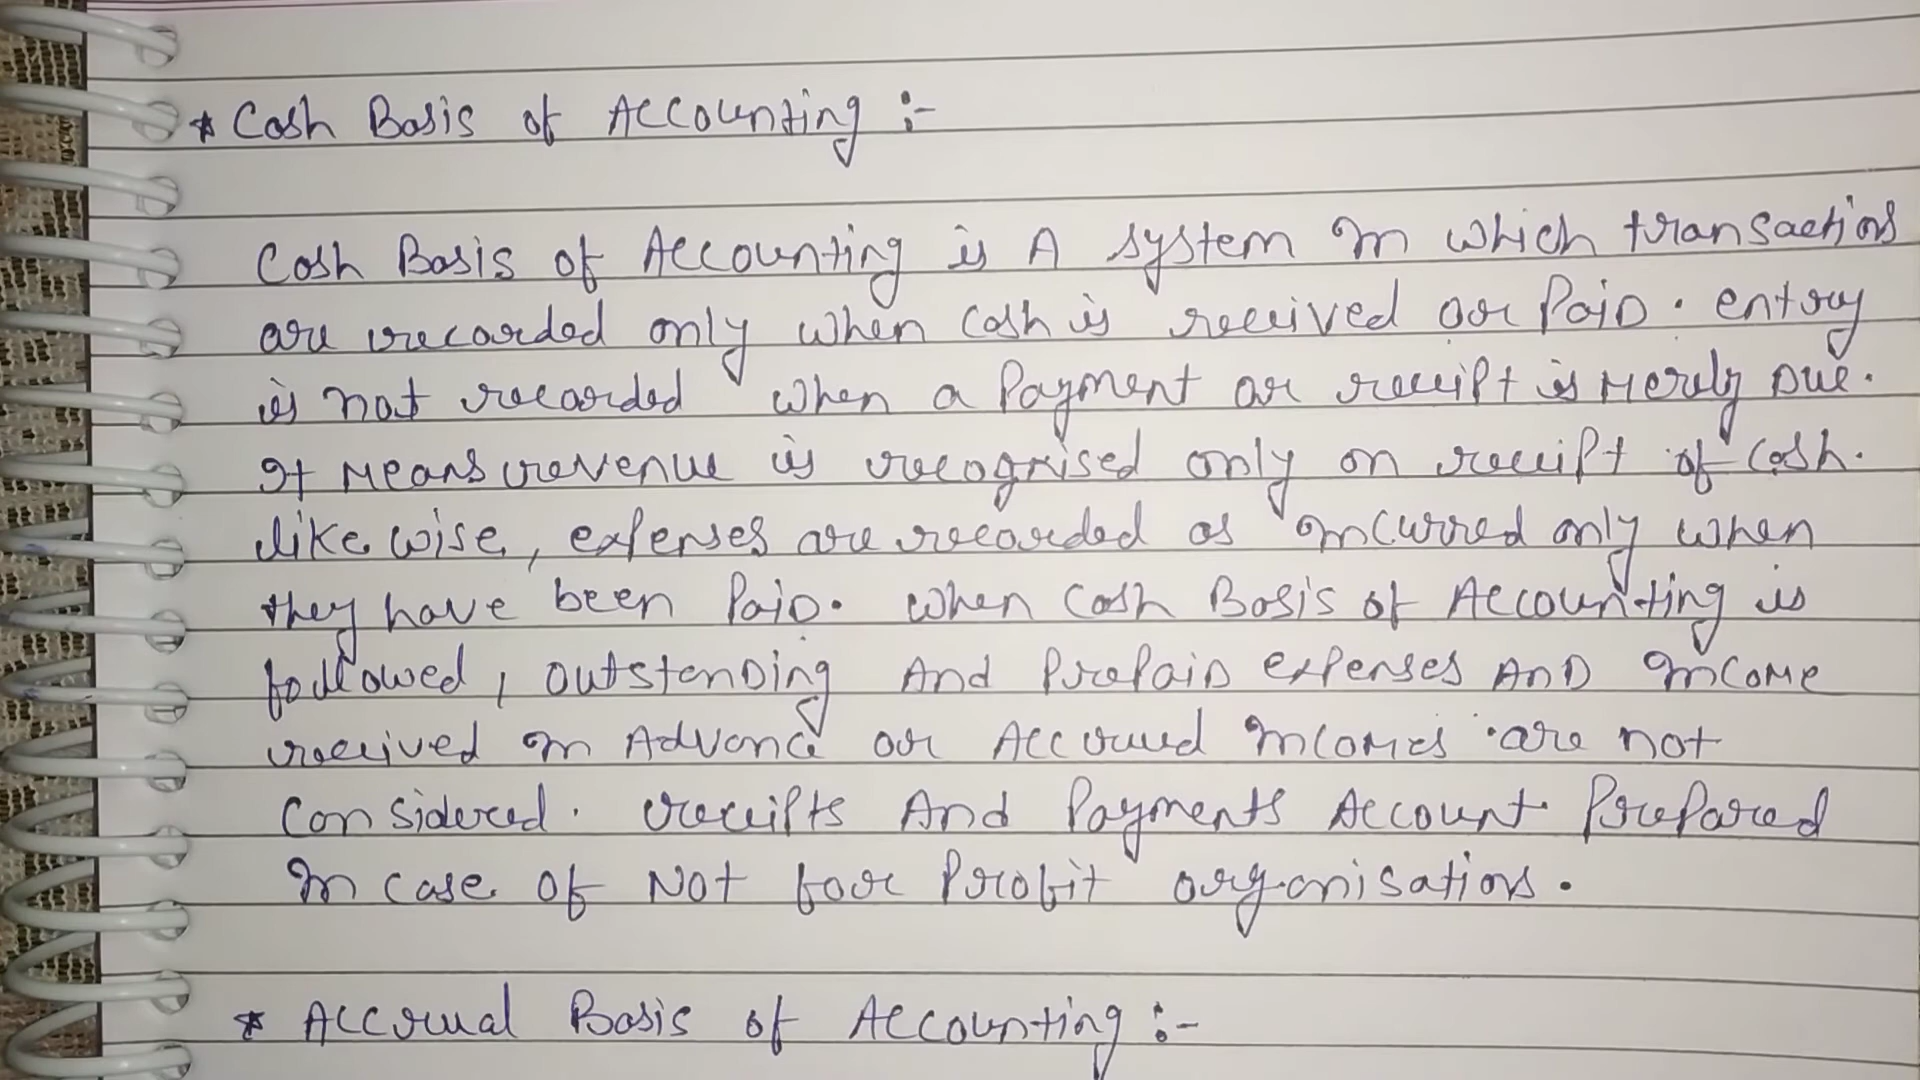 * Cash Basis of Accounting :-
Cash Basis of Accounting is A system in which transactions
are recorded only when cash is received or Paid. entry
is not recorded when a Payment or receipt is Merely Due.
It Means revenue is recognised only on receipt of cash.
like wise, expenses are recorded as incurred only when
they have been Paid. when cash Basis of Accounting is
followed, outstanding And Prepaid expenses AnD income
received in Advance or Accrued incomes are not
considered. receipts And Payments Account Prepared
in case of Not for Profit organisations.
* Accrual Basis of Accounting :-